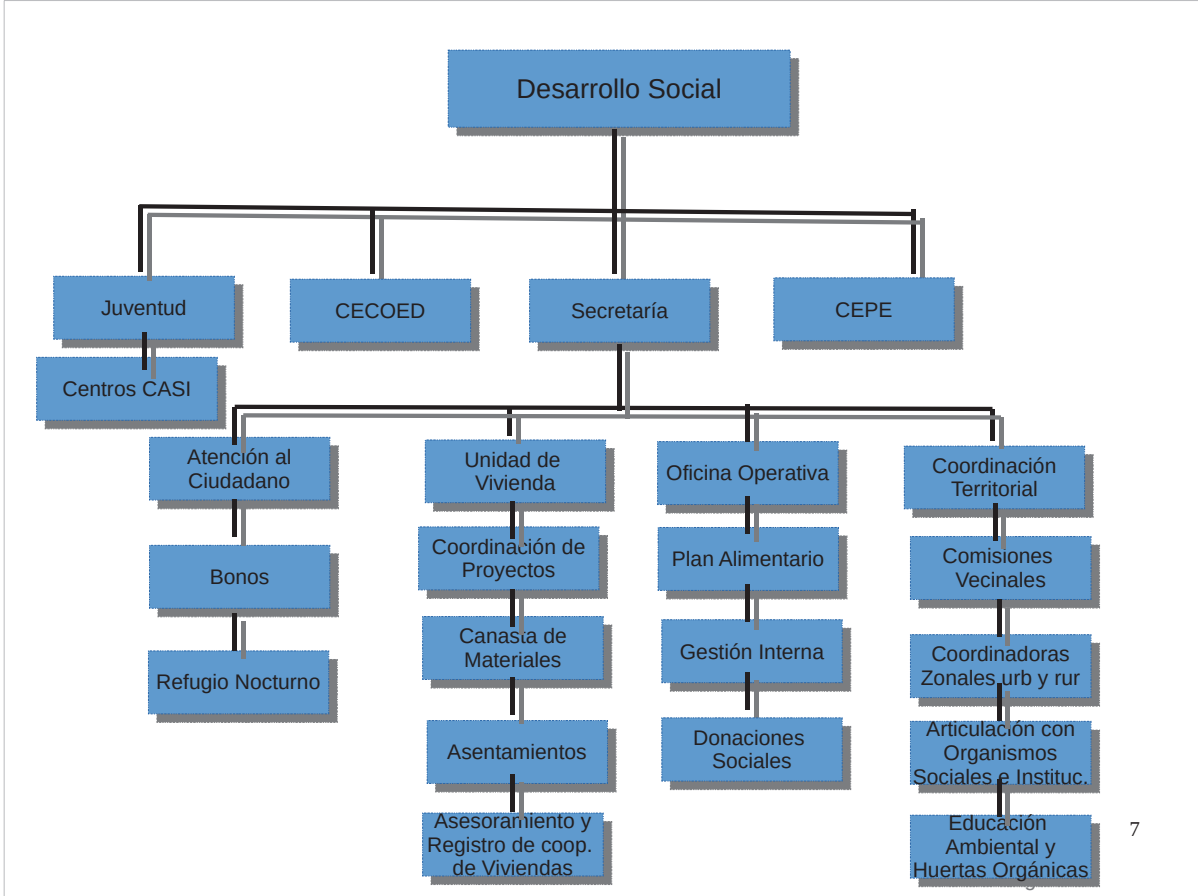 Desarrollo Social
Juventud
CECOED
Secretaría
CEPE
Centros CASI
Atención al
Ciudadano
Unidad de
Vivienda
Oficina Operativa
Coordinación
Territorial
Bonos
Coordinación de
Proyectos
Plan Alimentario
Comisiones
Vecinales
Refugio Nocturno
Canasta de
Materiales
Gestión Interna
Coordinadoras
Zonales urb y rur
Asentamientos
Donaciones
Sociales
Articulación con
Organismos
Sociales e Instituc.
Asesoramiento y
Registro de coop.
de Viviendas
Educación
Ambiental y
Huertas Orgánicas
7